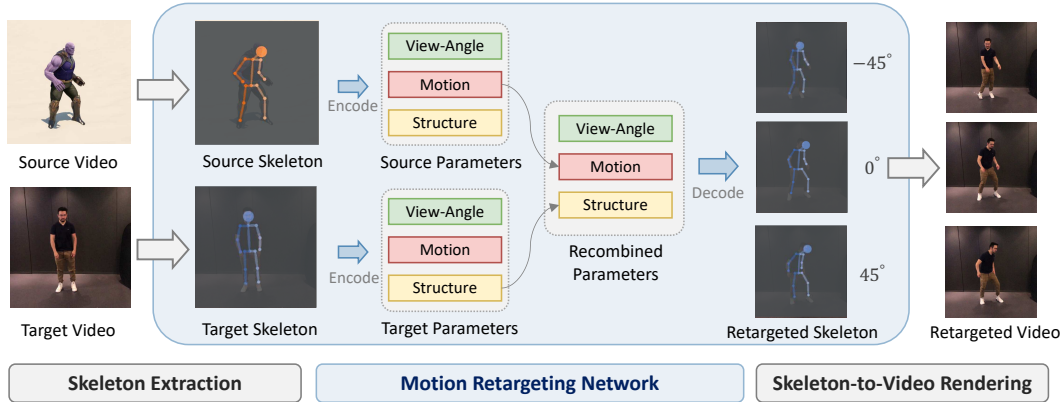 Source Video
Target Video
Source Skeleton
Target Skeleton
Encode
View-Angle
Motion
Structure
Source Parameters
Encode
View-Angle
Motion
Structure
Target Parameters
View-Angle
Motion
Structure
Recombined
Parameters
Decode
−45°
0°
45°
Retargeted Skeleton
Retargeted Video
Skeleton Extraction
Motion Retargeting Network
Skeleton-to-Video Rendering